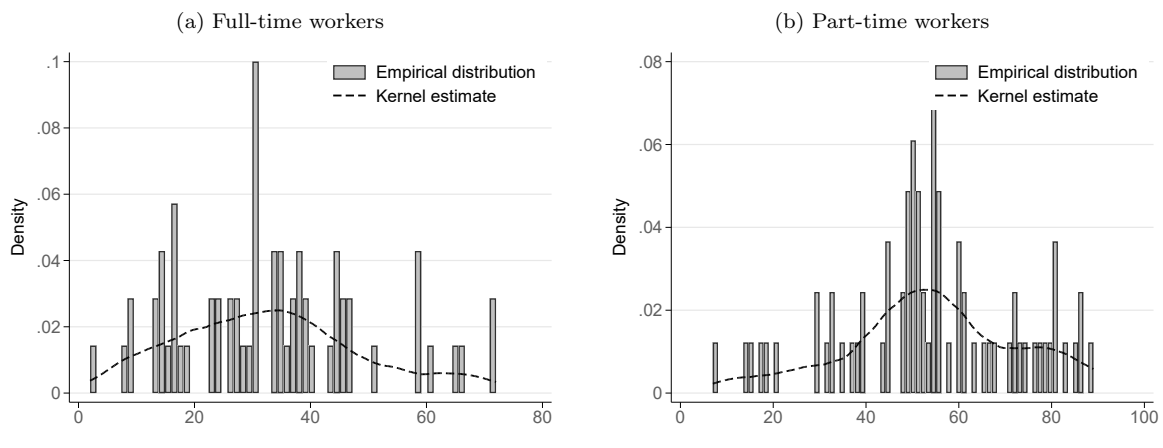 (a) Full-time workers
Empirical distribution
Kernel estimate
Density
.1
.08
.06
.04
.02
0
0 20 40 60 80
(b) Part-time workers
Empirical distribution
Kernel estimate
Density
.08
.06
.04
.02
0
0 20 40 60 80 100